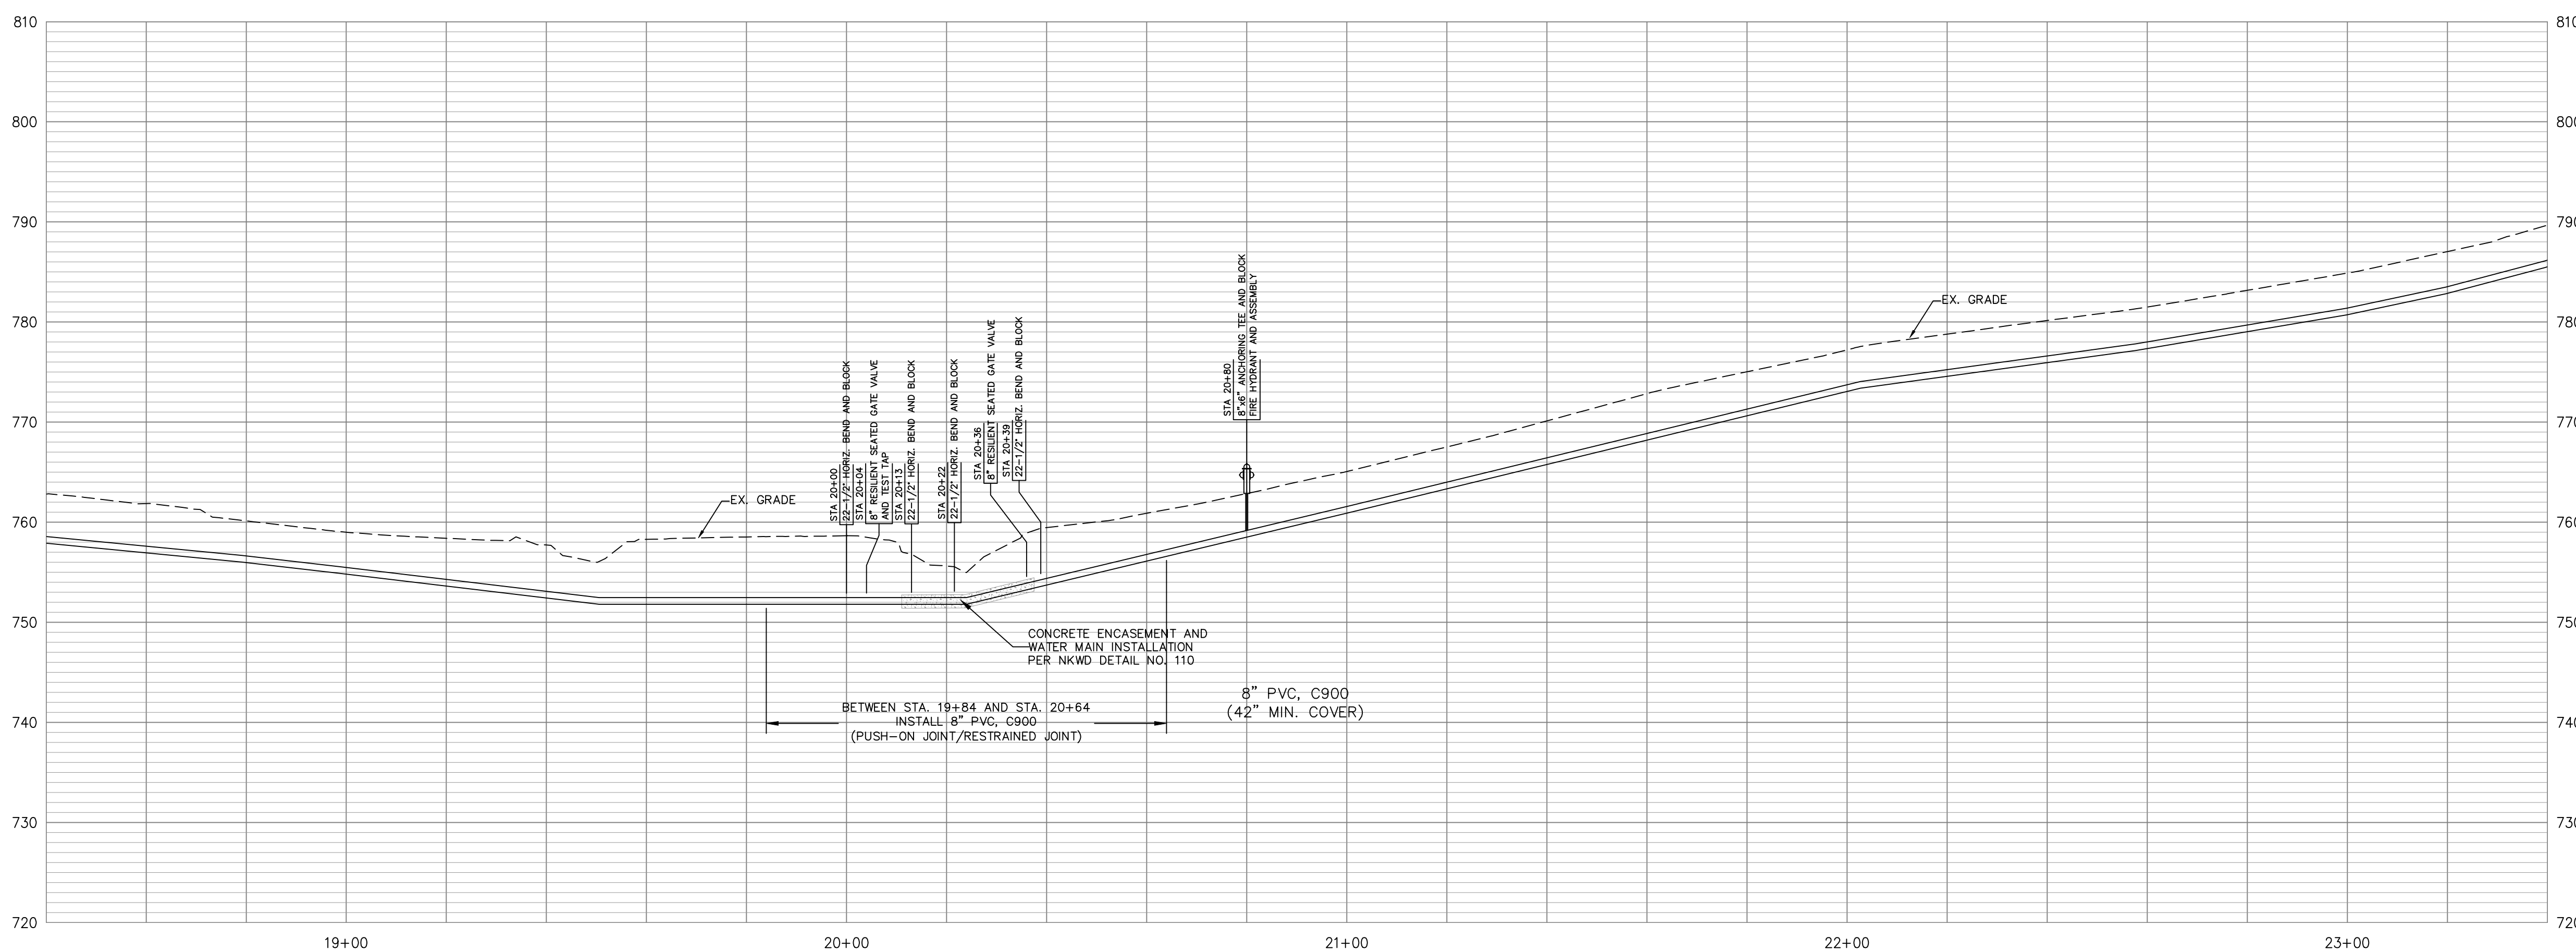 810
810
800
800
790
790
780
780
770
770
760
760
750
750
740
740
730
730
720
720
STA 20+00
22-1/2° HORIZ. BEND AND BLOCK
STA 20+04
8" RESILIENT SEATED GATE VALVE
AND TEST TAP
STA 20+13
22-1/2° HORIZ. BEND AND BLOCK
STA 20+22
22-1/2° HORIZ. BEND AND BLOCK
STA 20+36
8" RESILIENT SEATED GATE VALVE
STA 20+39
22-1/2° HORIZ. BEND AND BLOCK
STA 20+80
8"x6" ANCHORING TEE AND BLOCK
FIRE HYDRANT AND ASSEMBLY
EX. GRADE
EX. GRADE
CONCRETE ENCASEMENT AND
WATER MAIN INSTALLATION
PER NKWD DETAIL NO. 110
BETWEEN STA. 19+84 AND STA. 20+64
INSTALL 8" PVC, C900
(PUSH-ON JOINT/RESTRAINED JOINT)
8" PVC, C900
(42" MIN. COVER)
19+00
20+00
21+00
22+00
23+00